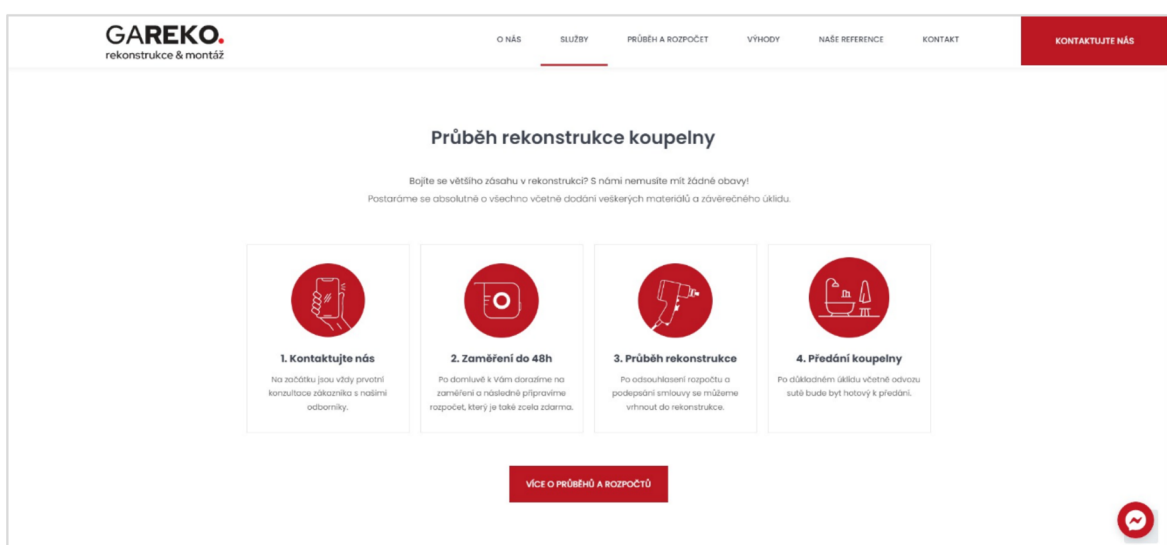 GAREKO.
rekonstrukce & montáž
O NÁS
SLUŽBY
PRŮBĚH A ROZPOČET
VÝHODY
NAŠE REFERENCE
KONTAKT
KONTAKTUJTE NÁS
Průběh rekonstrukce koupelny
Bojíte se většího zásahu v rekonstrukci? S námi nemusíte mít žádné obavy!
Postaráme se absolutně o všechno včetně dodání veškerých materiálů a závěrečného úklidu.
1. Kontaktujte nás
Na začátku jsou vždy prvotní
konzultace zákazníka s našimi
odborníky.
2. Zaměření do 48h
Po domluvě k Vám dorazíme na
zaměření a následně připravíme
rozpočet, který je také zcela zdarma.
3. Průběh rekonstrukce
Po odsouhlasení rozpočtu a
podepsání smlouvy se můžeme
vrhnout do rekonstrukce.
4. Předání koupelny
Po důkladném úklidu včetně odvozu
sutě bude byt hotový k předání.
VÍCE O PRŮBĚHŮ A ROZPOČTŮ